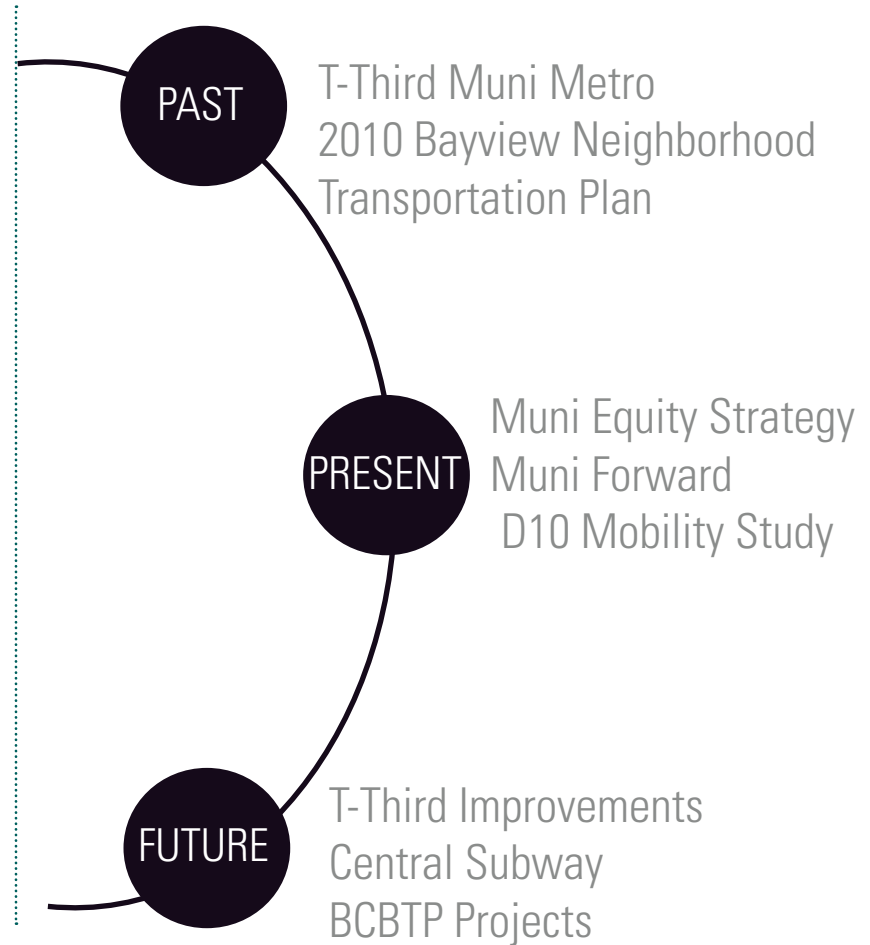 PAST
T-Third Muni Metro
2010 Bayview Neighborhood
Transportation Plan
PRESENT
Muni Equity Strategy
Muni Forward
D10 Mobility Study
FUTURE
T-Third Improvements
Central Subway
BCBTP Projects